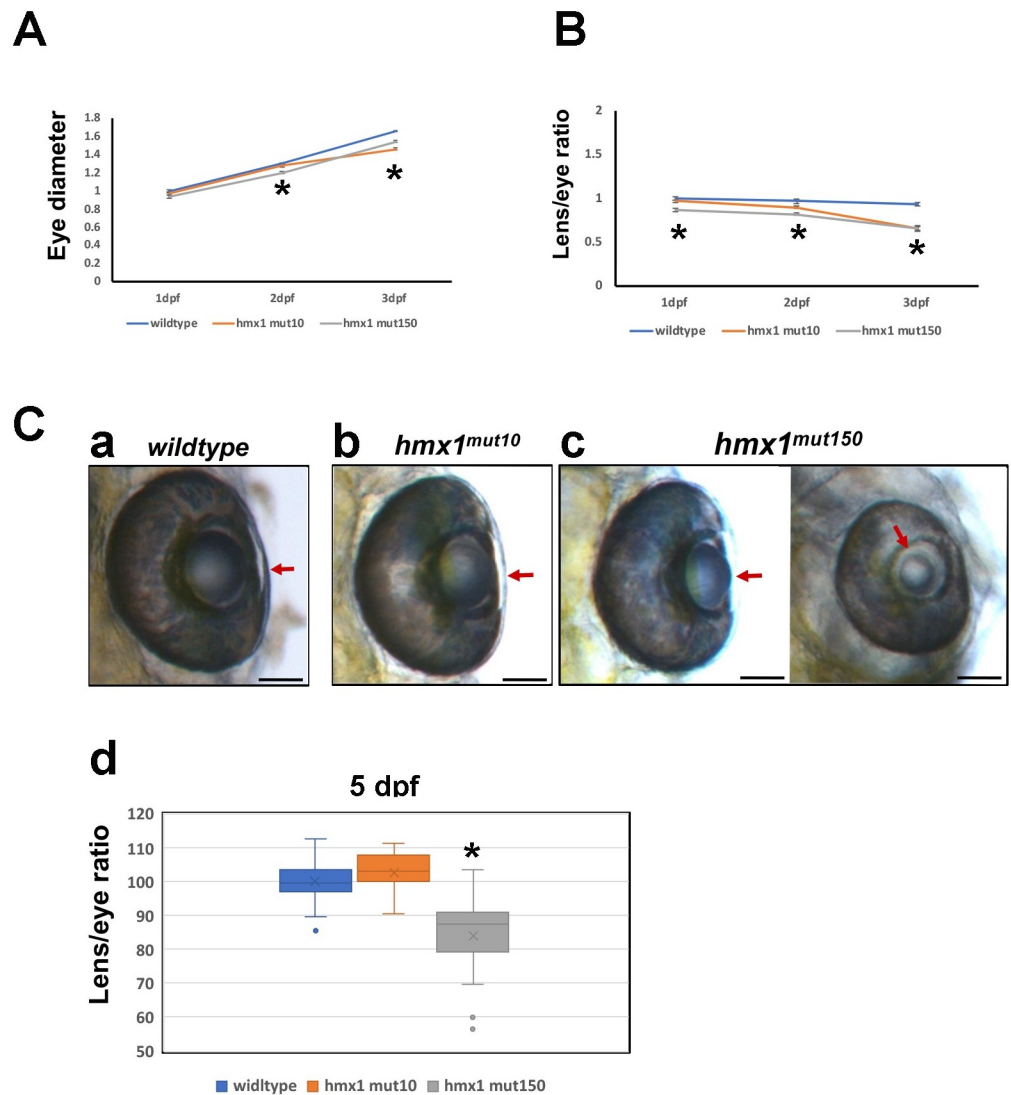 A
B
Eye diameter
1.8
1.6
1.4
1.2
1
0.8
0.6
0.4
0.2
0
*
*
1dpf 2dpf 3dpf
wildtype hmx1 mut10 hmx1 mut150
Lens/eye ratio
2
1.5
1
0.5
0
*
*
*
1dpf 2dpf 3dpf
wildtype hmx1 mut10 hmx1 mut150
C
a wildtype
b hmx1mut10
c hmx1mut150
d
5 dpf
Lens/eye ratio
120
110
100
90
80
70
60
50
*
widltype hmx1 mut10 hmx1 mut150